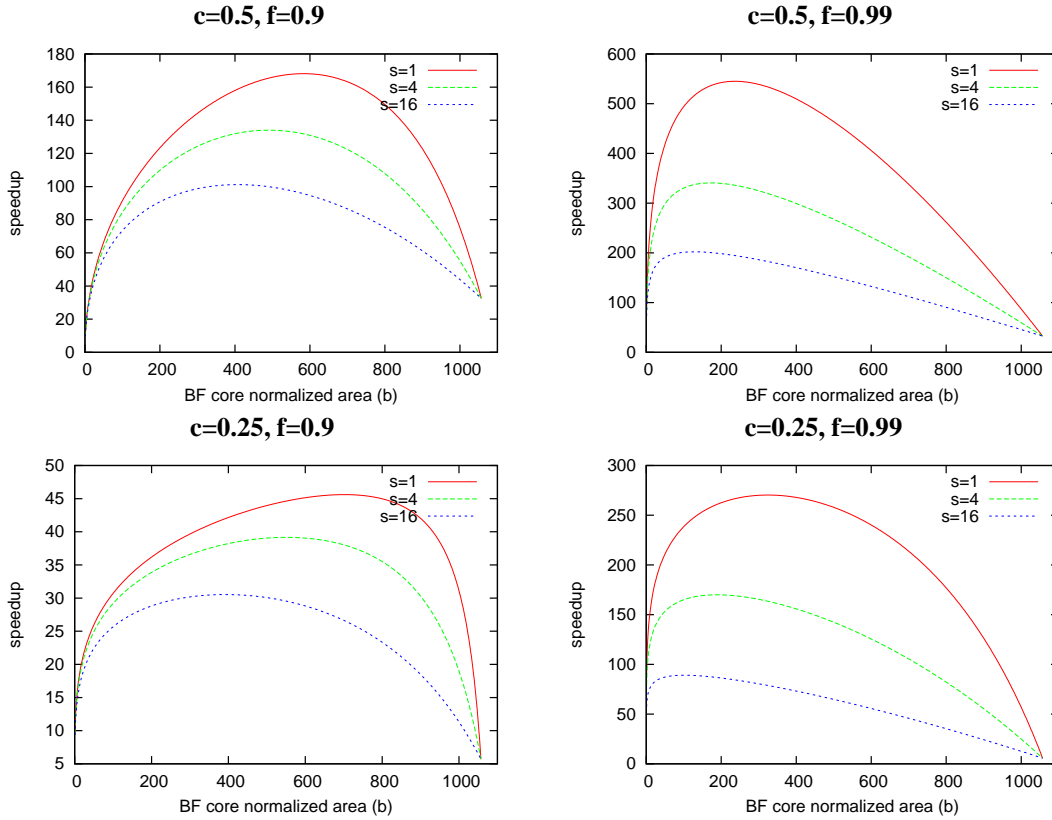 c=0.5, f=0.9
180
160
140
120
100
80
60
40
20
0
speedup
s=1
s=4
s=16
0 200 400 600 800 1000
BF core normalized area (b)
c=0.5, f=0.99
600
500
400
300
200
100
0
speedup
s=1
s=4
s=16
0 200 400 600 800 1000
BF core normalized area (b)
c=0.25, f=0.9
50
45
40
35
30
25
20
15
10
5
speedup
s=1
s=4
s=16
0 200 400 600 800 1000
BF core normalized area (b)
c=0.25, f=0.99
300
250
200
150
100
50
0
speedup
s=1
s=4
s=16
0 200 400 600 800 1000
BF core normalized area (b)